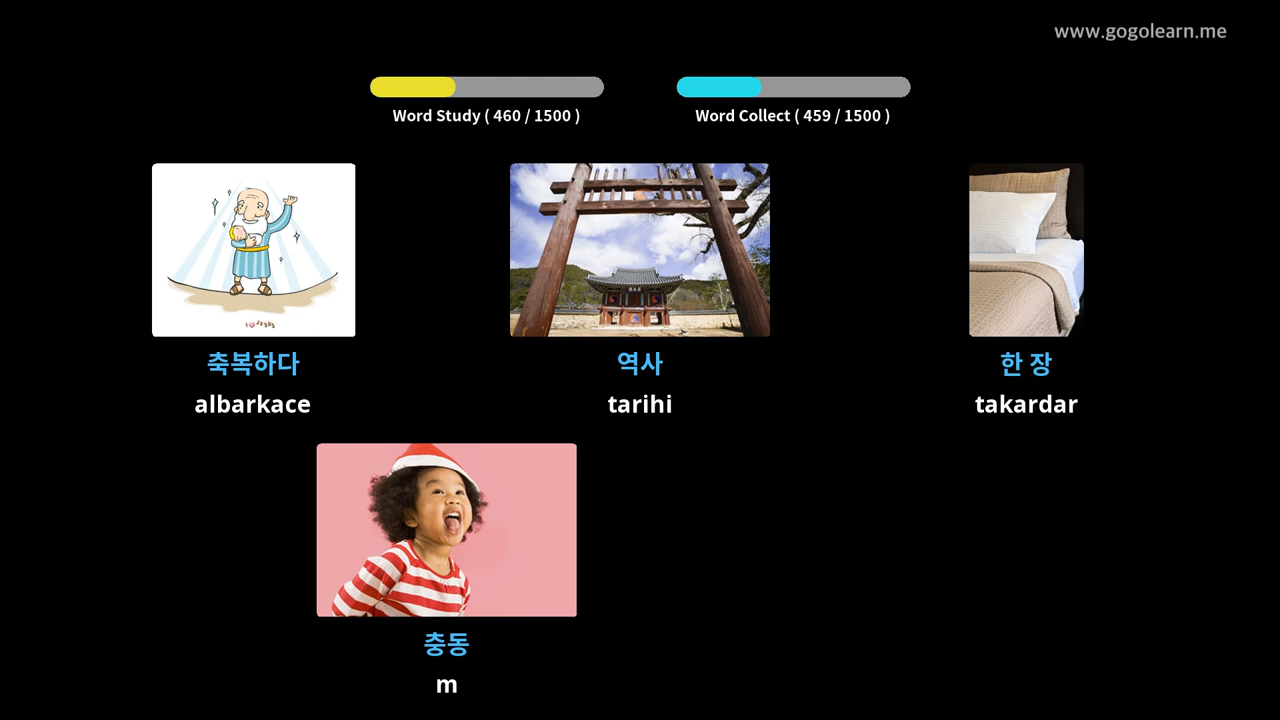 www.gogolearn.me
Word Study ( 460 / 1500 )
Word Collect ( 459 / 1500 )
I ♥ JESUS
축복하다
albarkace
역사
tarihi
한 장
takardar
충동
m